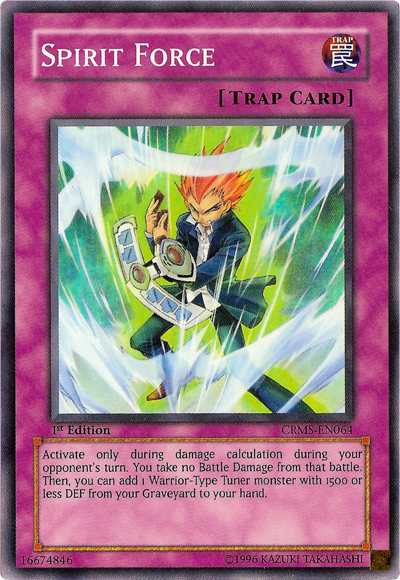 SPIRIT FORCE
TRAP
罠
[TRAP CARD]
1st Edition
CRMS-EN064
Activate only during damage calculation during your
opponent's turn. You take no Battle Damage from that battle.
Then, you can add 1 Warrior-Type Tuner monster with 1500 or
less DEF from your Graveyard to your hand.
16674846
©1996 KAZUKI TAKAHASHI